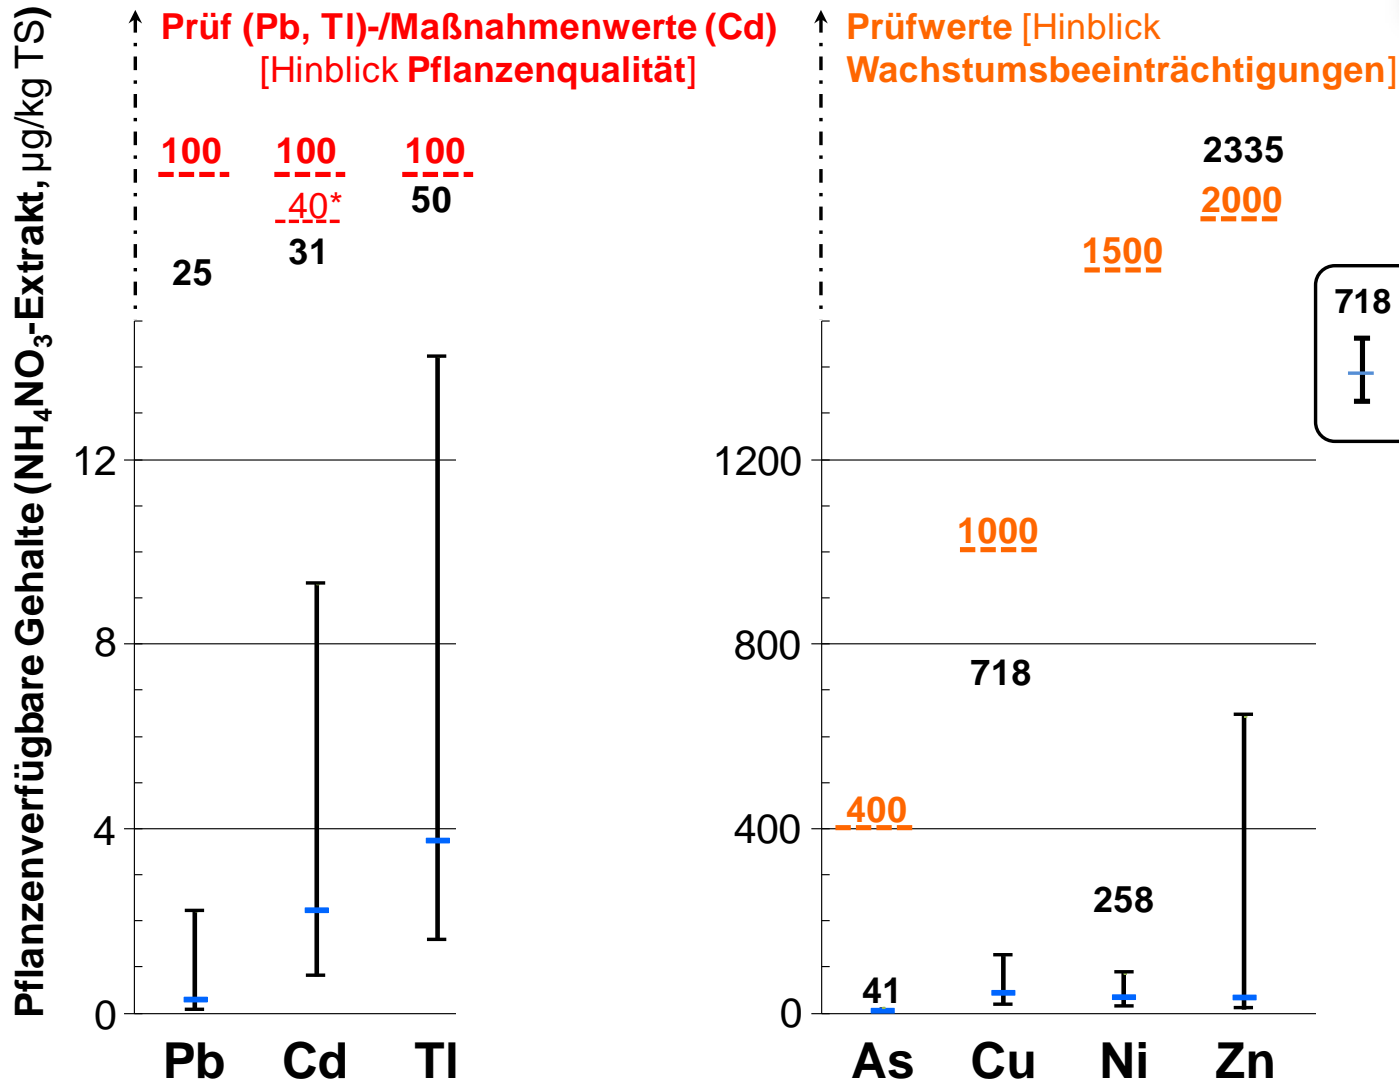 Pflanzenverfügbare Gehalte (NH₄NO₃-Extrakt, µg/kg TS)
Prüf (Pb, Tl)-/Maßnahmenwerte (Cd)
[Hinblick Pflanzenqualität]
100 100 100
40* 50
31
25
12
8
4
0
Pb Cd Tl
Prüfwerte [Hinblick
Wachstumsbeeinträchtigungen]
2335
2000
1500
718
1200
1000
800
718
400
400
258
41
0
As Cu Ni Zn